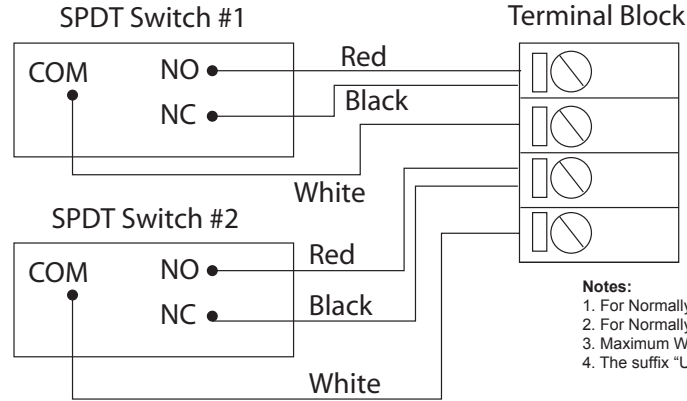 SPDT Switch #1
Terminal Block
COM
NO
Red
NC
Black
White
SPDT Switch #2
COM
NO
Red
NC
Black
White
Notes:
1. For Normally
2. For Normally
3. Maximum W
4. The suffix “U